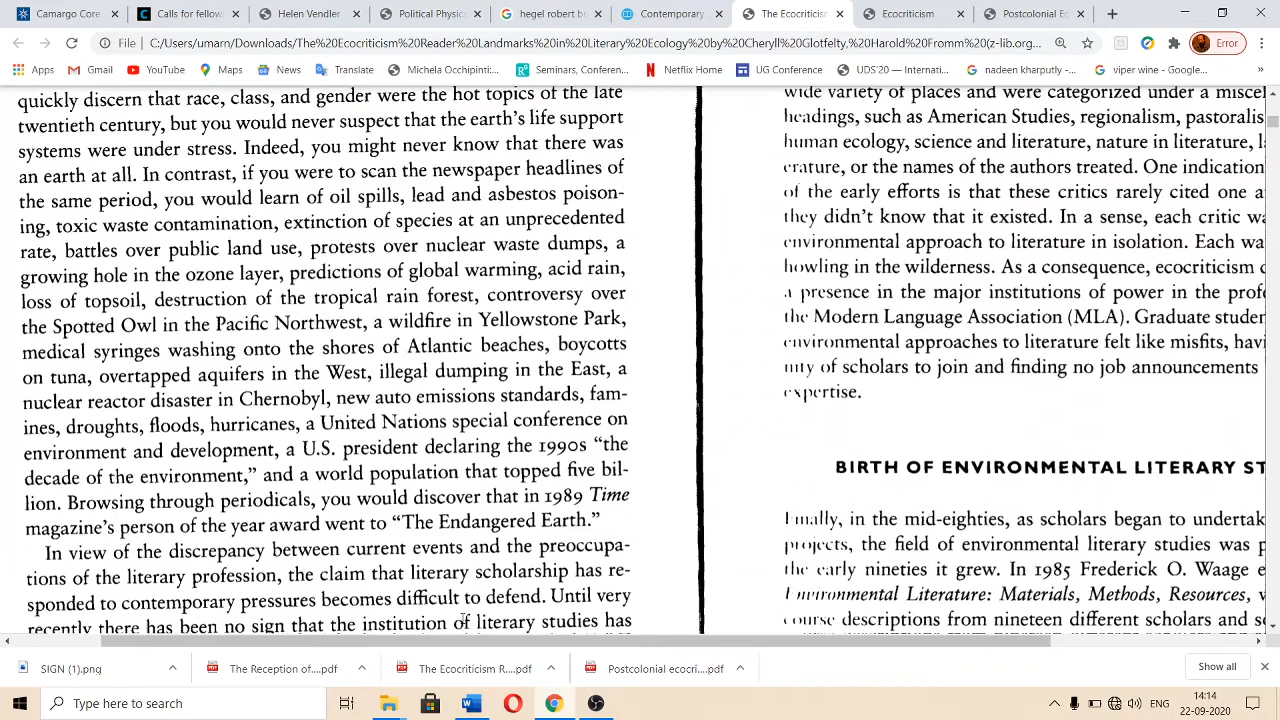 Camargo Core
Calls for fellow
Helen Vendler
Political Physic
hegel robert br
Contemporary
The Ecocriticism
Ecocriticism
Postcolonial Ec
File
C:/Users/umarn/Downloads/The%20Ecocriticism%20Reader%20Landmarks%20in%20Literary%20Ecology%20by%20Cheryll%20Glotfelty,%20Harold%20Fromm%20(z-lib.org...
Error
Apps
Gmail
YouTube
Maps
News
Translate
Michela Occhipinti...
Seminars, Conferen...
Netflix Home
UG Conference
UDS'20 — Internati...
nadeen kharputly -...
viper wine - Google...
»
quickly discern that race, class, and gender were the hot topics of the late
twentieth century, but you would never suspect that the earth's life support
systems were under stress. Indeed, you might never know that there was
an earth at all. In contrast, if you were to scan the newspaper headlines of
the same period, you would learn of oil spills, lead and asbestos poison-
ing, toxic waste contamination, extinction of species at an unprecedented
rate, battles over public land use, protests over nuclear waste dumps, a
growing hole in the ozone layer, predictions of global warming, acid rain,
loss of topsoil, destruction of the tropical rain forest, controversy over
the Spotted Owl in the Pacific Northwest, a wildfire in Yellowstone Park,
medical syringes washing onto the shores of Atlantic beaches, boycotts
on tuna, overtapped aquifers in the West, illegal dumping in the East, a
nuclear reactor disaster in Chernobyl, new auto emissions standards, fam-
ines, droughts, floods, hurricanes, a United Nations special conference on
environment and development, a U.S. president declaring the 1990s “the
decade of the environment,” and a world population that topped five bil-
lion. Browsing through periodicals, you would discover that in 1989 Time
magazine's person of the year award went to “The Endangered Earth.”
In view of the discrepancy between current events and the preoccupa-
tions of the literary profession, the claim that literary scholarship has re-
sponded to contemporary pressures becomes difficult to defend. Until very
recently there has been no sign that the institution of literary studies has
wide variety of places and were categorized under a miscel
headings, such as American Studies, regionalism, pastoralis
human ecology, science and literature, nature in literature, l
erature, or the names of the authors treated. One indication
of the early efforts is that these critics rarely cited one a
they didn't know that it existed. In a sense, each critic wa
environmental approach to literature in isolation. Each wa
howling in the wilderness. As a consequence, ecocriticism
a presence in the major institutions of power in the prof
the Modern Language Association (MLA). Graduate studen
environmental approaches to literature felt like misfits, havi
nity of scholars to join and finding no job announcements
expertise.
BIRTH OF ENVIRONMENTAL LITERARY ST
Finally, in the mid-eighties, as scholars began to undertak
projects, the field of environmental literary studies was p
the early nineties it grew. In 1985 Frederick O. Waage e
Environmental Literature: Materials, Methods, Resources, w
course descriptions from nineteen different scholars and so
SIGN (1).png
The Reception of....pdf
The Ecocriticism R....pdf
Postcolonial ecocri....pdf
Show all
Type here to search
ENG
14:14
22-09-2020